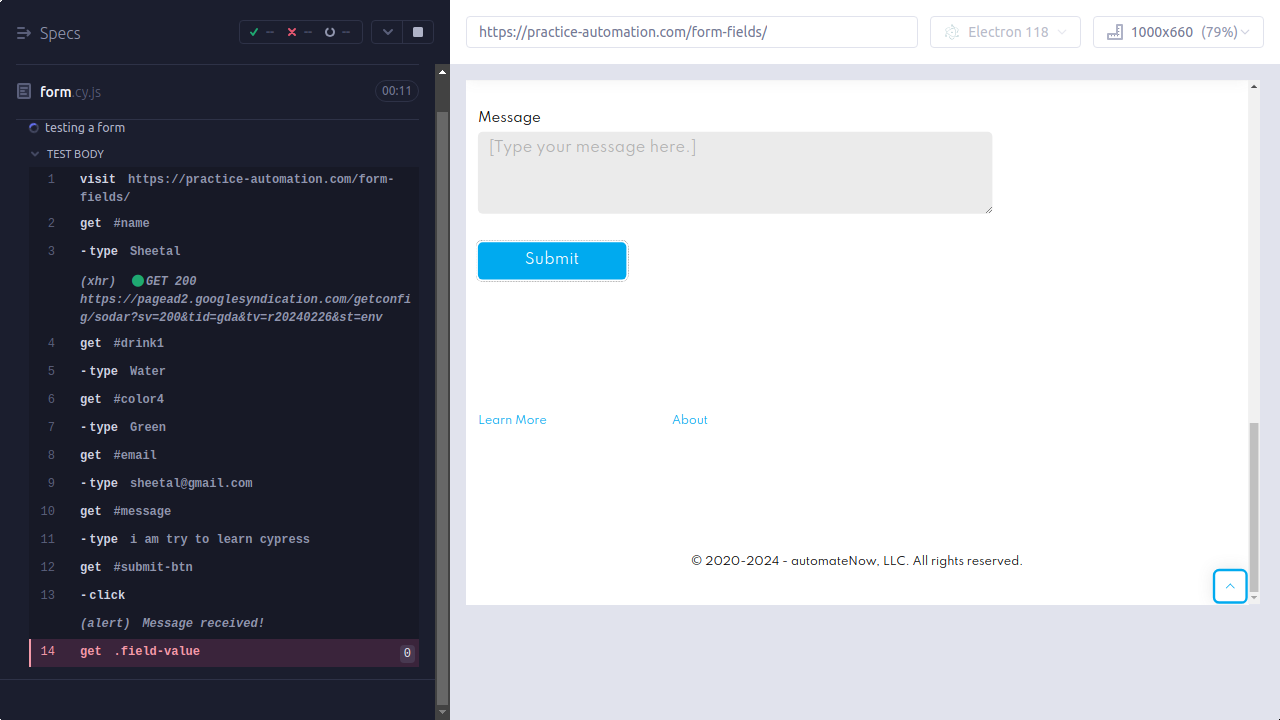 Specs
-- -- --
form.cy.js
00:11
testing a form
TEST BODY
1 visit https://practice-automation.com/form-
fields/
2 get #name
3 -type Sheetal
(xhr) GET 200
https://pagead2.googlesyndication.com/getconfi
g/sodar?sv=200&tid=gda&tv=r20240226&st=env
4 get #drink1
5 -type Water
6 get #color4
7 -type Green
8 get #email
9 -type sheetal@gmail.com
10 get #message
11 -type i am try to learn cypress
12 get #submit-btn
13 -click
(alert) Message received!
14 get .field-value 0
https://practice-automation.com/form-fields/
Electron 118
1000x660 (79%)
Message
[Type your message here.]
Submit
Learn More
About
© 2020-2024 - automateNow, LLC. All rights reserved.